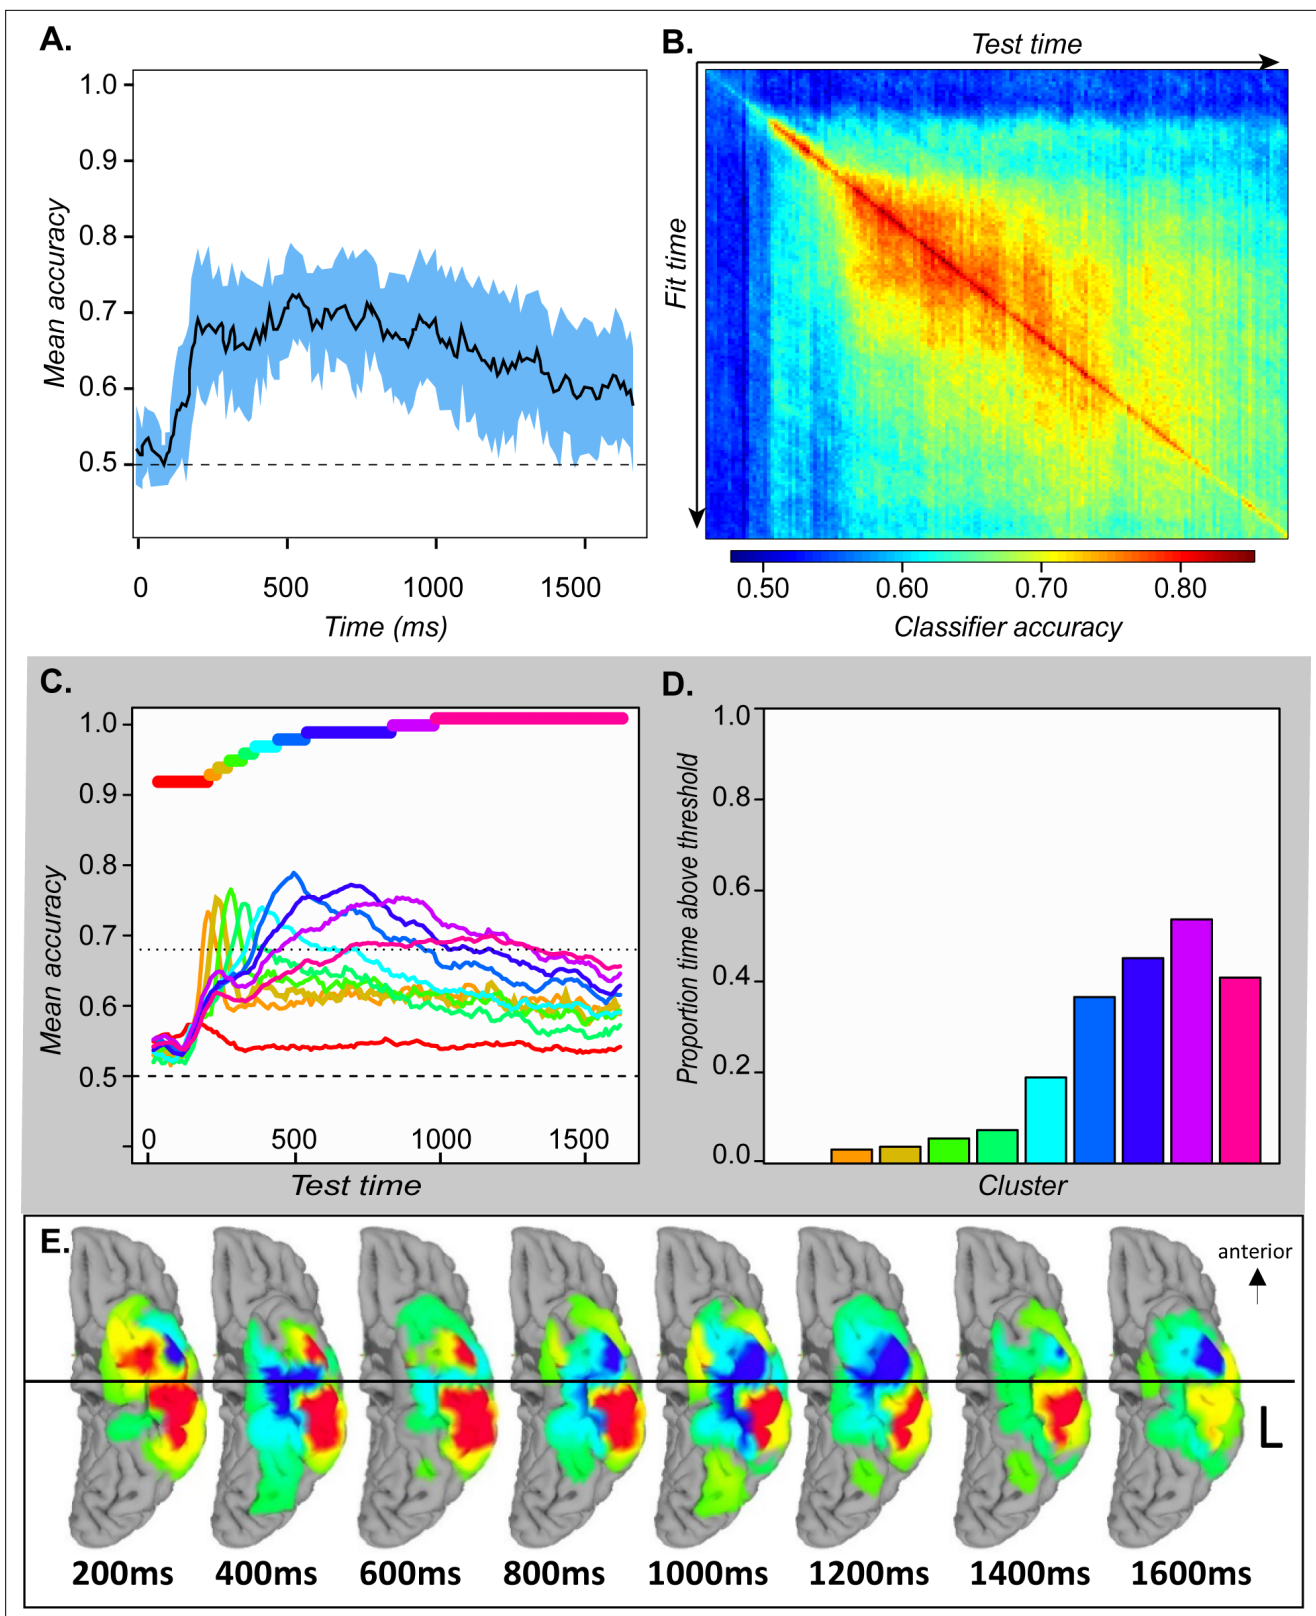 A.
1.0
0.9
0.8
0.7
0.6
0.5
Mean accuracy
0 500 1000 1500
Time (ms)
B.
Test time
Fit time
0.50 0.60 0.70 0.80
Classifier accuracy
C.
1.0
0.9
0.8
0.7
0.6
0.5
Mean accuracy
0 500 1000 1500
Test time
D.
1.0
0.8
0.6
0.4
0.2
0.0
Proportion time above threshold
Cluster
E.
anterior
L
200ms 400ms 600ms 800ms 1000ms 1200ms 1400ms 1600ms